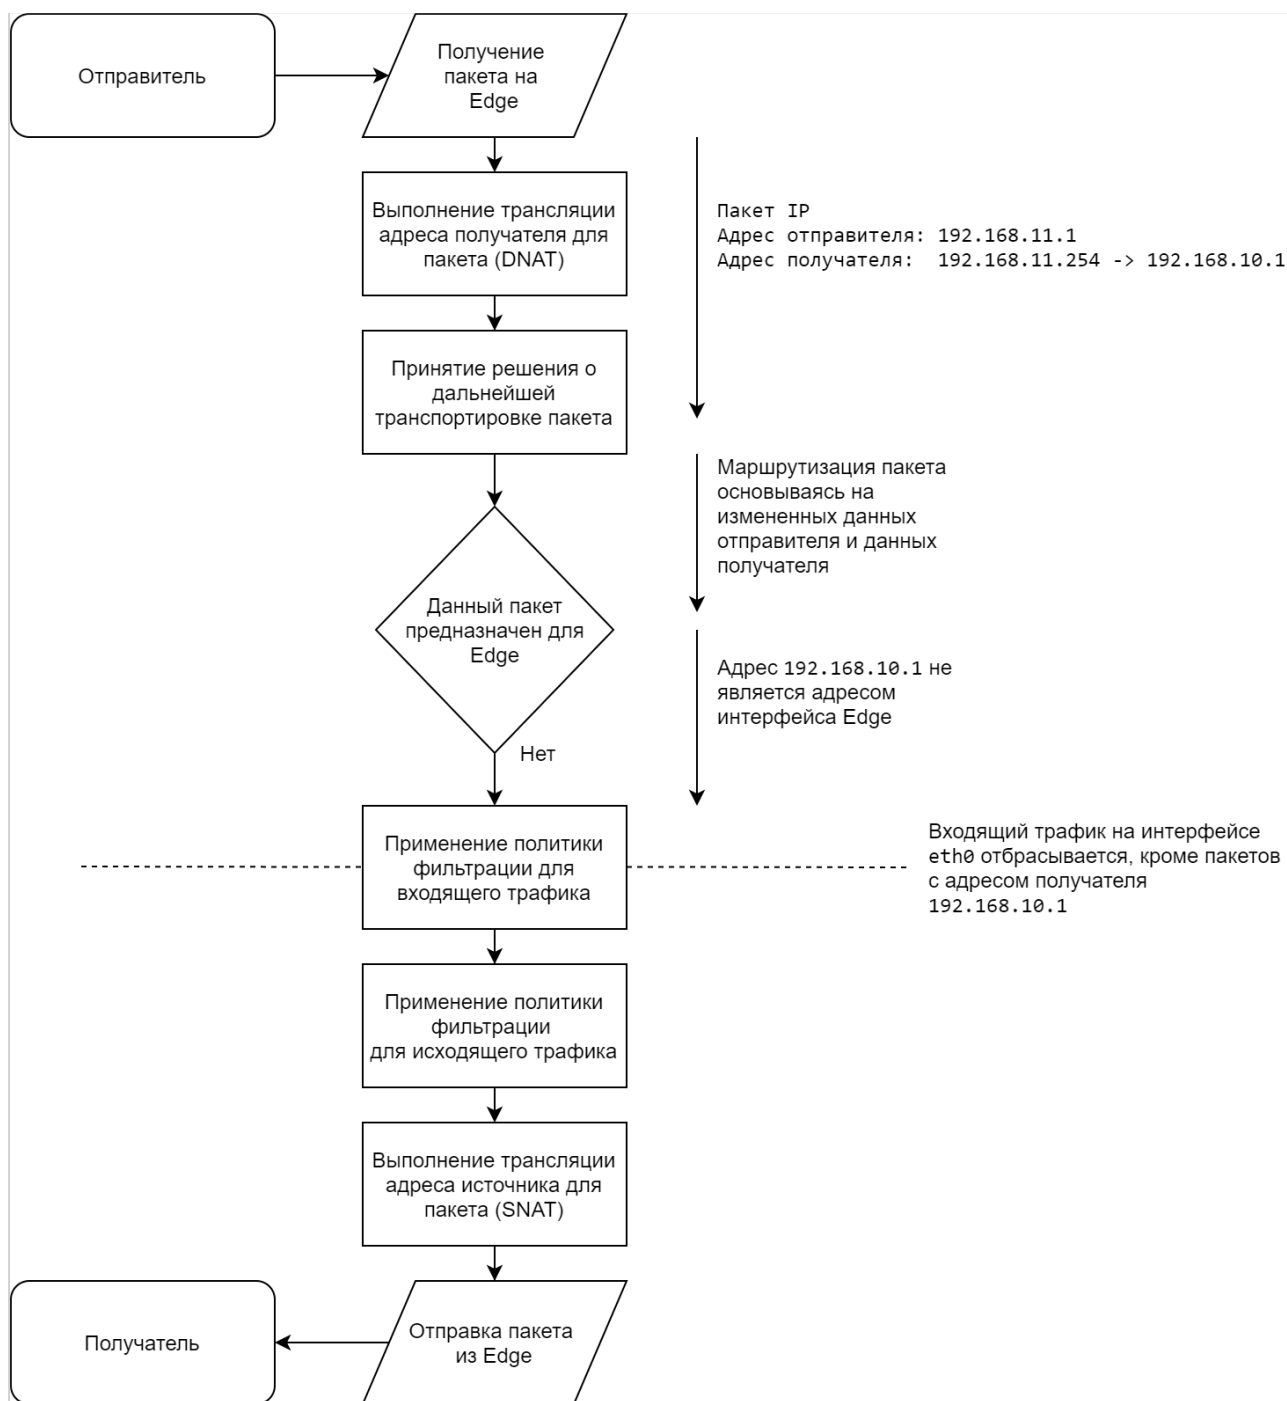 Отправитель
Получение
пакета на
Edge
Выполнение трансляции
адреса получателя для
пакета (DNAT)
Пакет IP
Адрес отправителя: 192.168.11.1
Адрес получателя:  192.168.11.254 -> 192.168.10.1
Принятие решения о
дальнейшей
транспортировке пакета
Маршрутизация пакета
основываясь на
измененных данных
отправителя и данных
получателя
Данный пакет
предназначен для
Edge
Адрес 192.168.10.1 не
является адресом
интерфейса Edge
Нет
Применение политики
фильтрации для
входящего трафика
Входящий трафик на интерфейсе
eth0 отбрасывается, кроме пакетов
с адресом получателя
192.168.10.1
Применение политики
фильтрации
для исходящего трафика
Выполнение трансляции
адреса источника для
пакета (SNAT)
Получатель
Отправка пакета
из Edge